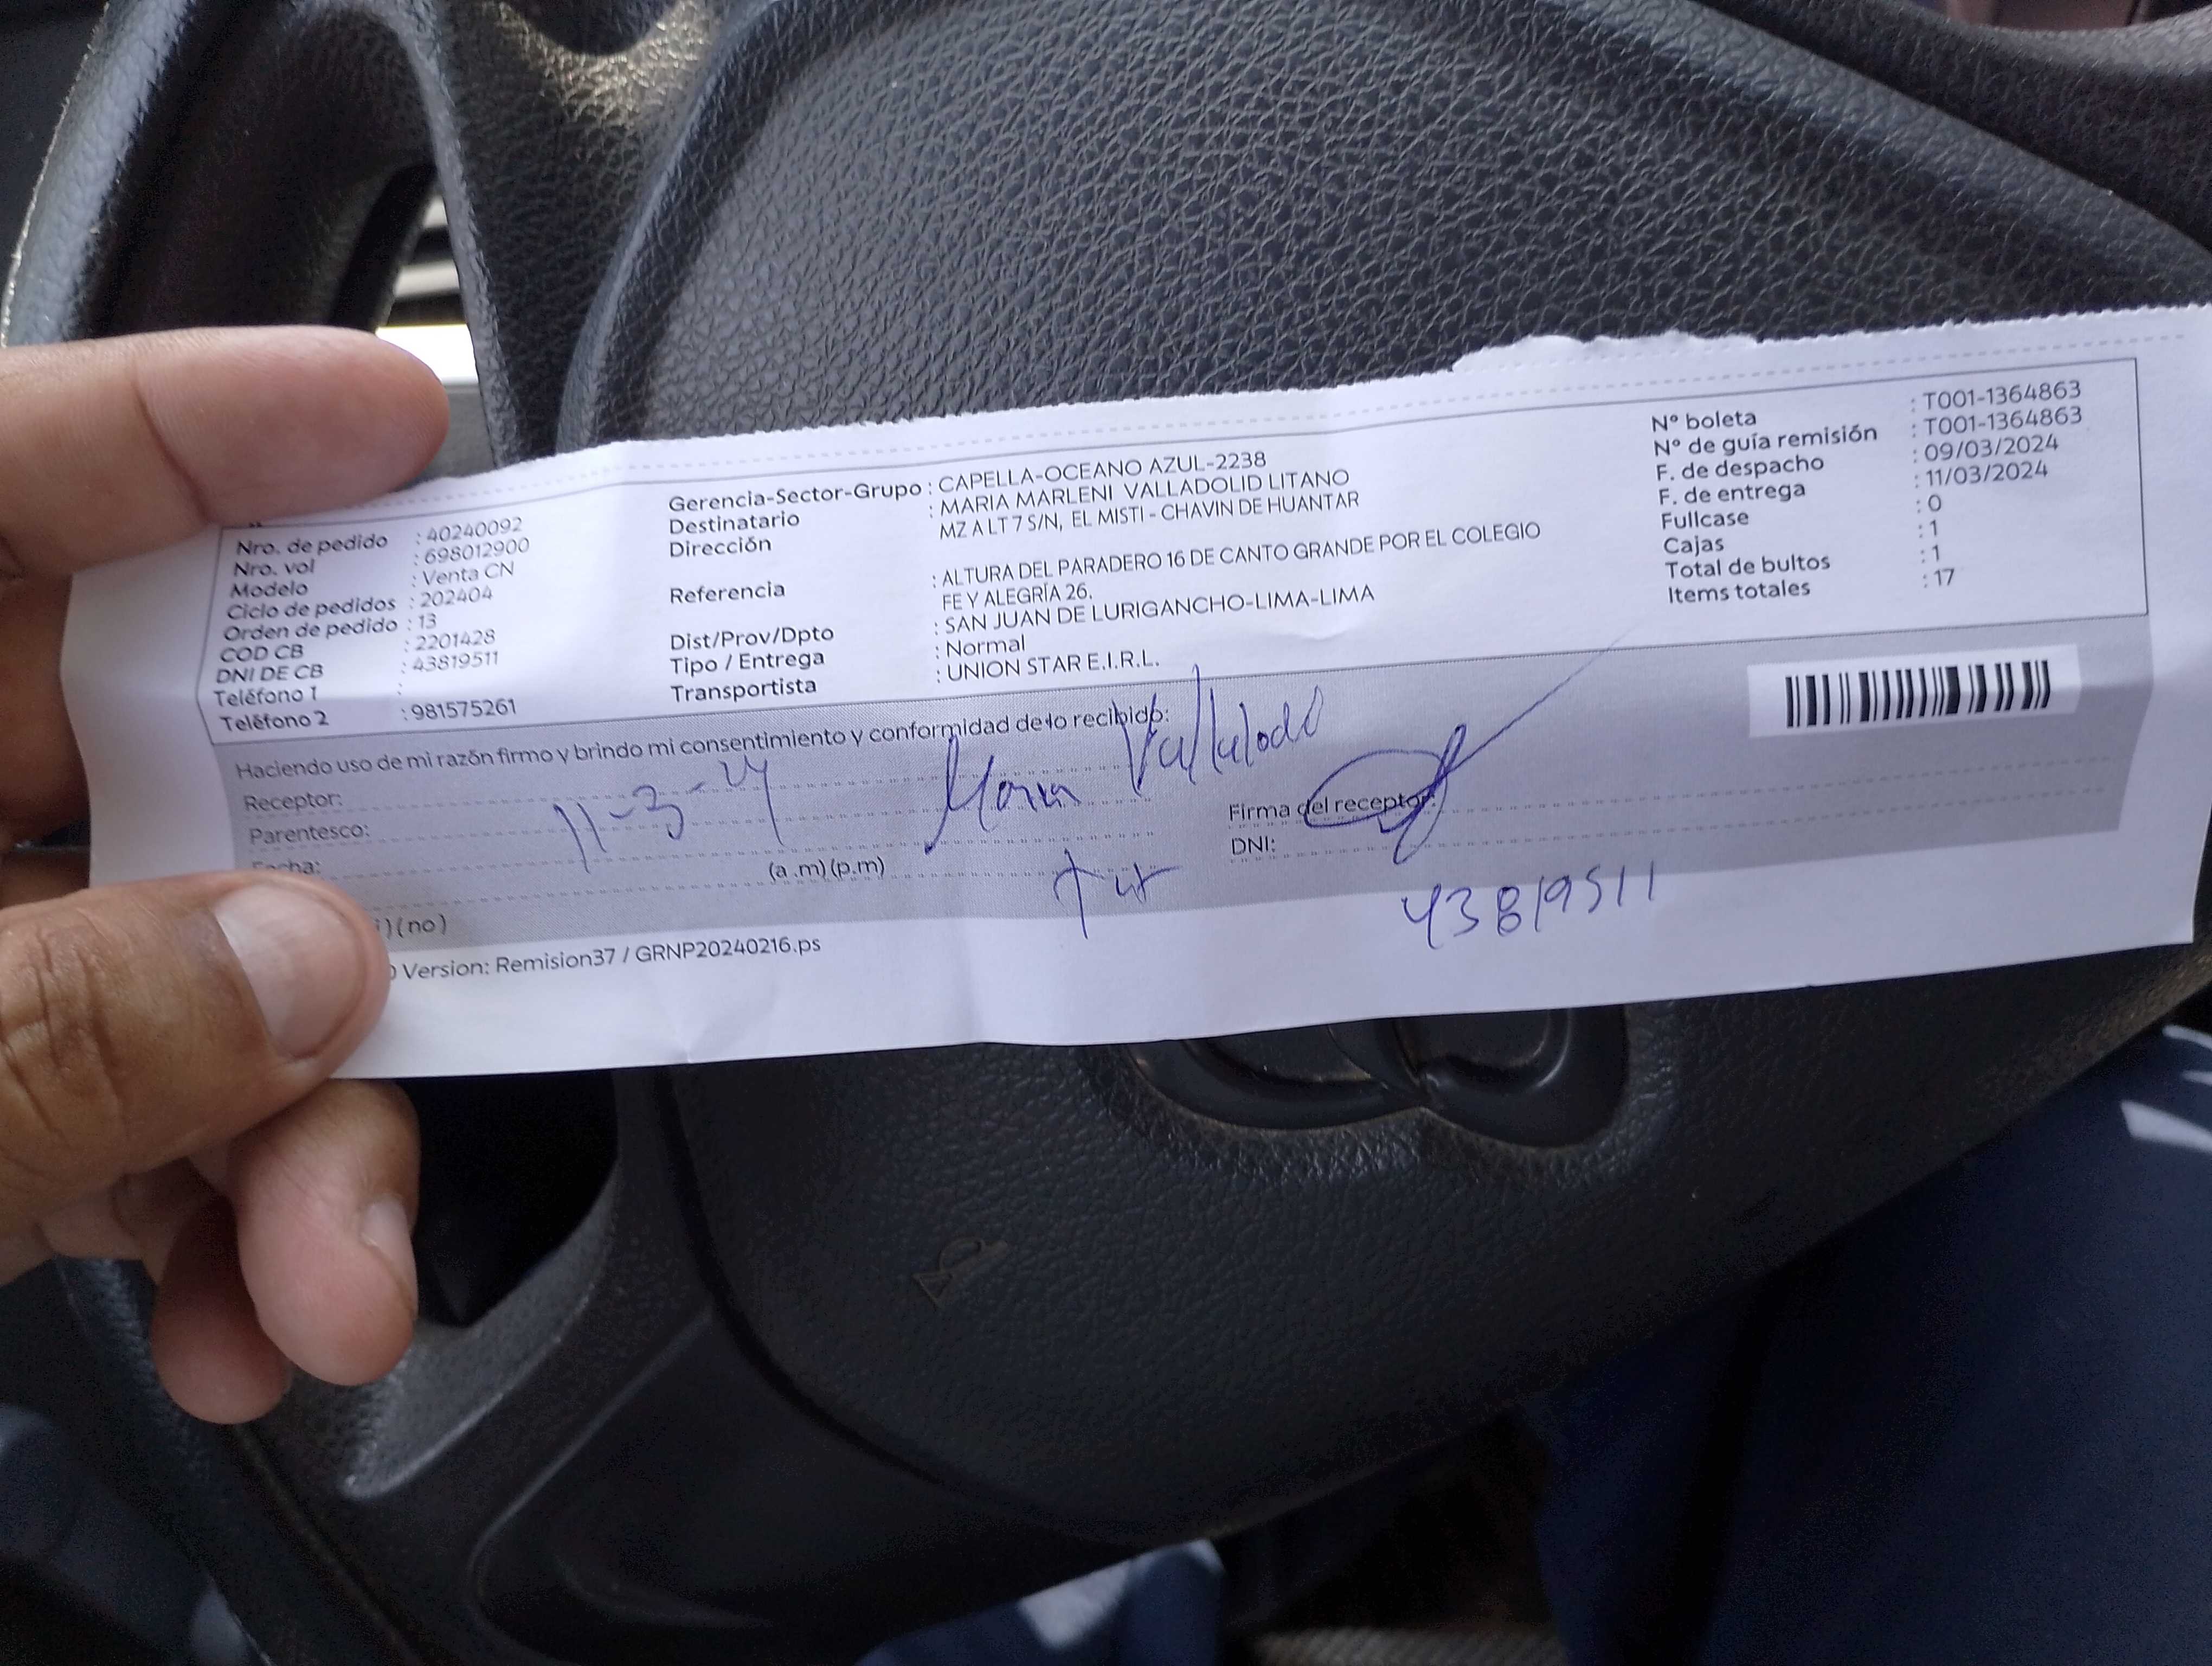 Nro. de pedido : 40240092
Nro. vol : 698012900
Modelo : Venta CN
Ciclo de pedidos : 202404
Orden de pedido : 13
COD CB : 2201428
DNI DE CB : 43819511
Teléfono 1 :
Teléfono 2 : 981575261
Gerencia-Sector-Grupo : CAPELLA-OCEANO AZUL-2238
Destinatario : MARIA MARLENI VALLADOLID LITANO
Dirección MZ A LT 7 S/N, EL MISTI - CHAVIN DE HUANTAR
Referencia : ALTURA DEL PARADERO 16 DE CANTO GRANDE POR EL COLEGIO
FE Y ALEGRÍA 26.
Dist/Prov/Dpto : SAN JUAN DE LURIGANCHO-LIMA-LIMA
Tipo / Entrega : Normal
Transportista : UNION STAR E.I.R.L.
N° boleta : T001-1364863
N° de guía remisión : T001-1364863
F. de despacho : 09/03/2024
F. de entrega : 11/03/2024
Fullcase : 0
Cajas : 1
Total de bultos : 1
Items totales : 17
Haciendo uso de mi razón firmo y brindo mi consentimiento y conformidad de lo recibido:
Receptor: Maria
Parentesco: 11-3-24
Firma del receptor:
Fecha: (a .m) (p.m)
DNI: 43819511
) (no)
Version: Remision37 / GRNP20240216.ps